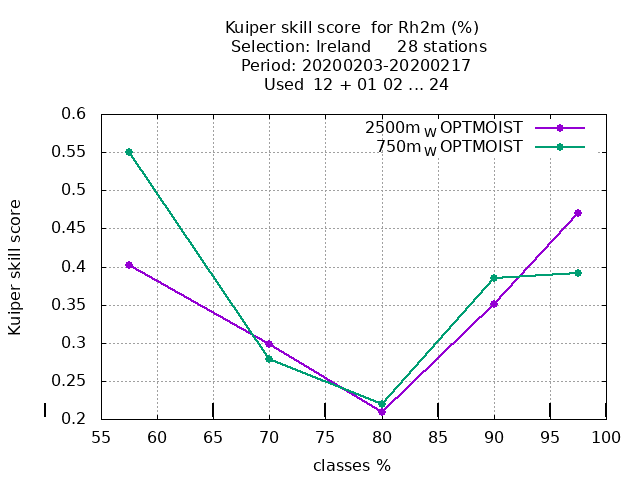 Kuiper skill score  for Rh2m (%)
Selection: Ireland     28 stations
Period: 20200203-20200217
Used  12 + 01 02 ... 24
2500m W OPTMOIST
750m W OPTMOIST
Kuiper skill score
0.6
0.55
0.5
0.45
0.4
0.35
0.3
0.25
0.2
55 60 65 70 75 80 85 90 95 100
classes %